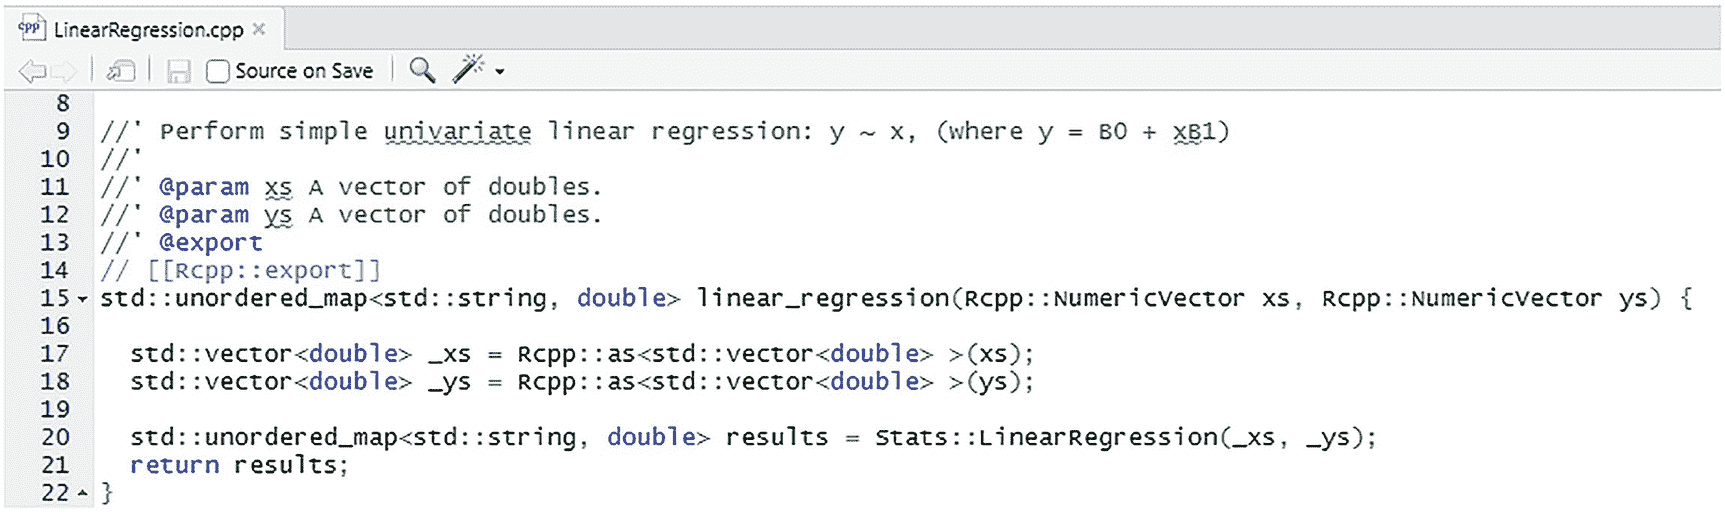 cpp LinearRegression.cpp ×
Source on Save
8
9 //' Perform simple univariate linear regression: y ~ x, (where y = B0 + xB1)
10 //'
11 //' @param xs A vector of doubles.
12 //' @param ys A vector of doubles.
13 //' @export
14 // [[Rcpp::export]]
15 std::unordered_map<std::string, double> linear_regression(Rcpp::NumericVector xs, Rcpp::NumericVector ys) {
16
17 std::vector<double> _xs = Rcpp::as<std::vector<double> >(xs);
18 std::vector<double> _ys = Rcpp::as<std::vector<double> >(ys);
19
20 std::unordered_map<std::string, double> results = Stats::LinearRegression(_xs, _ys);
21 return results;
22 }